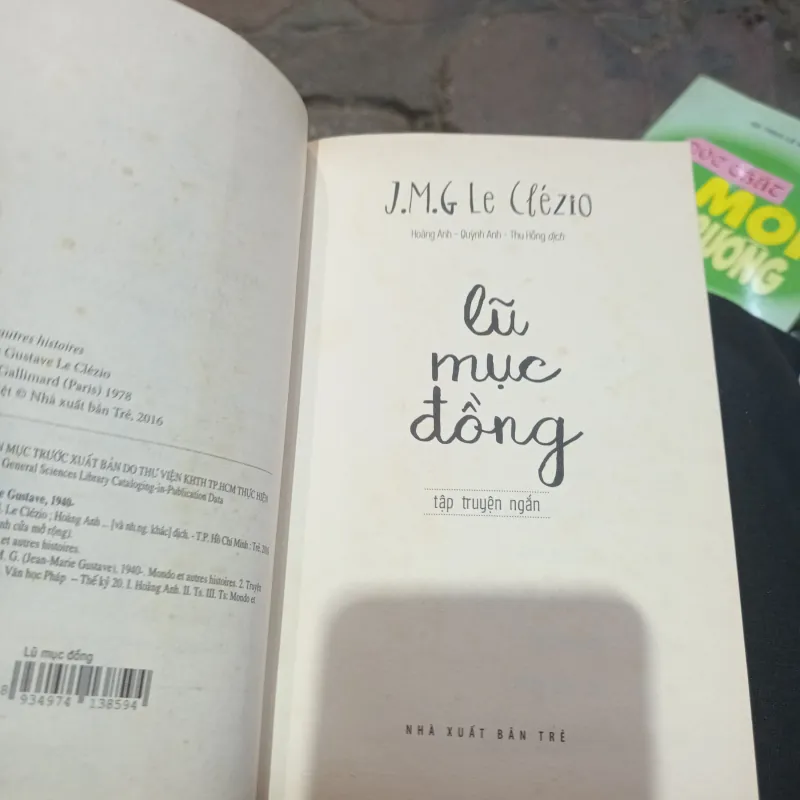 autres histoires
Gustave Le Clézio
Gallimard (Paris) 1978
© Nhà xuất bản Trẻ, 2016
MỤC TRƯỚC XUẤT BẢN DO THƯ VIỆN KHTH TP.HCM THỰC HIỆN
General Sciences Library Cataloging-in-Publication Data
Gustave, 1940-
Le Clézio ; Hoàng Anh ... [và nh.ng. khác] dịch. - T.P. Hồ Chí Minh : Trẻ, 2016
cửa mở rộng).
et autres histoires.
G. (Jean-Marie Gustave), 1940-. Mondo et autres histoires. 2. Truyện
Văn học Pháp -- Thế kỷ 20. I. Hoàng Anh. II. Ts. III. Ts: Mondo et
Lũ mục đồng
8 934974 138594
J.M.G Le Clézio
Hoàng Anh - Quỳnh Anh - Thu Hồng dịch
lũ
mục
đồng
tập truyện ngắn
NHÀ XUẤT BẢN TRẺ